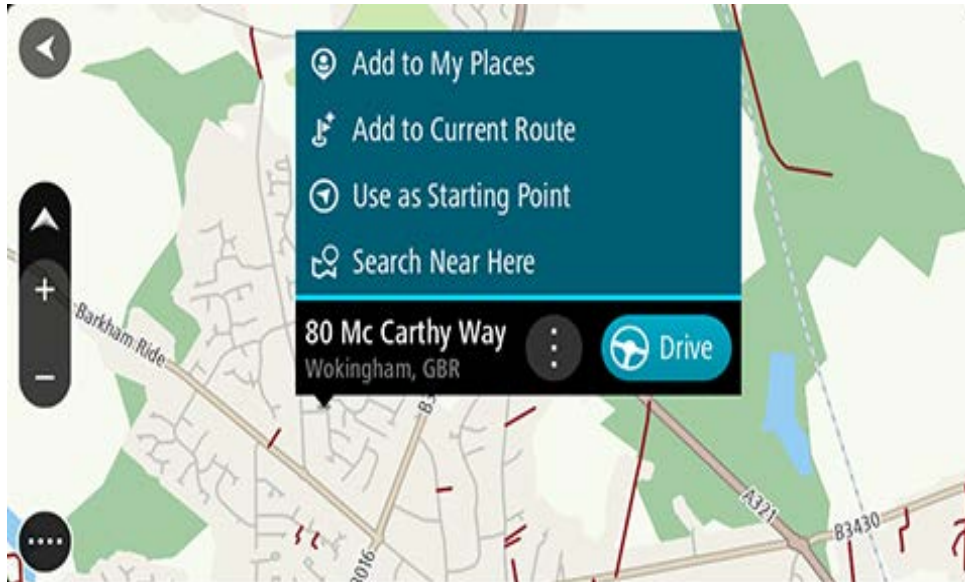 Add to My Places
Add to Current Route
Use as Starting Point
Search Near Here
80 Mc Carthy Way
Wokingham, GBR
Drive
Barkham Ride
A321
B3430